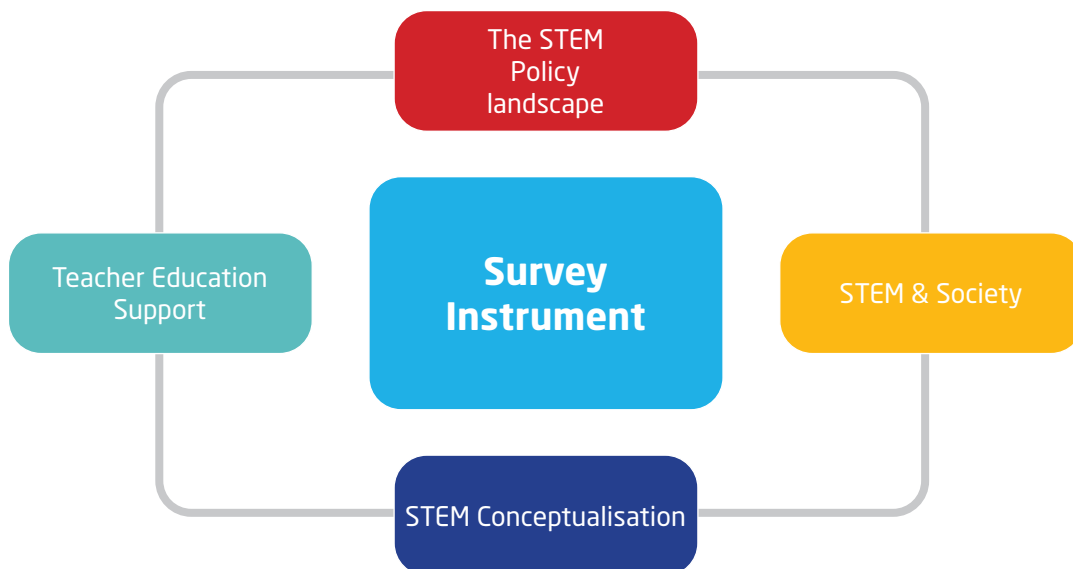 The STEM
Policy
landscape
Survey
Instrument
Teacher Education
Support
STEM & Society
STEM Conceptualisation